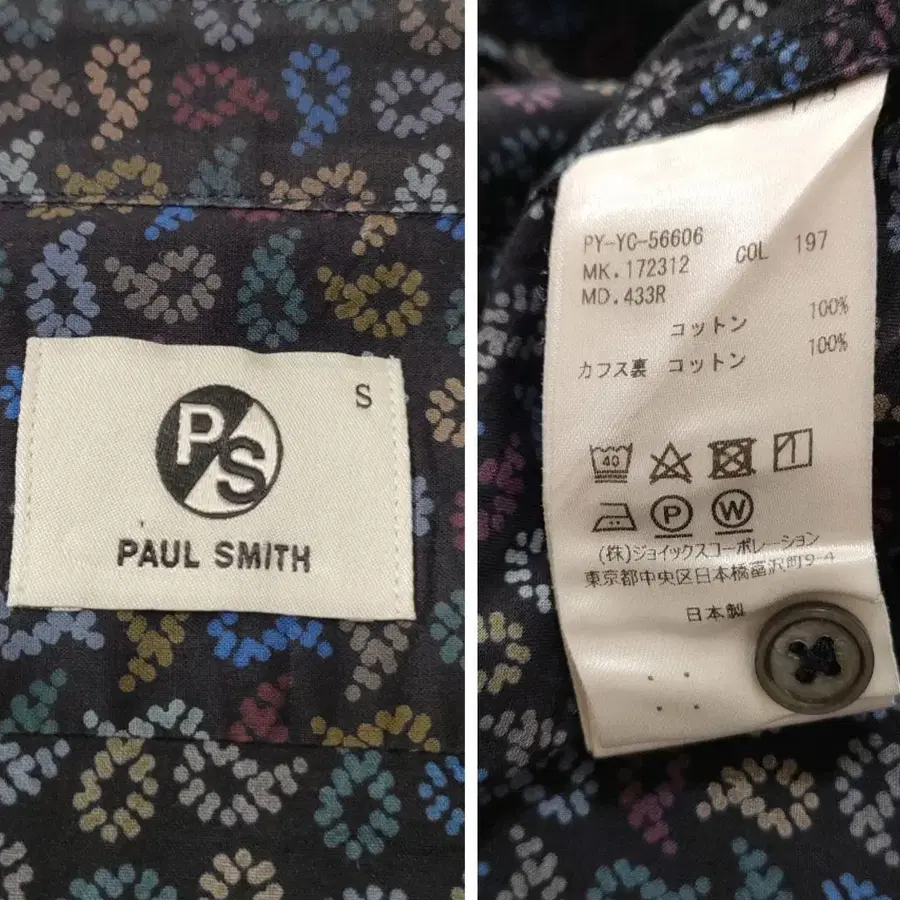 S
P/S
PAUL SMITH
PY-YC-56606
COL 197
MK.172312
MD.433R
コットン 100%
カフス裏 コットン 100%
40
P W
(株)ジョイックスコーポレーション
東京都中央区日本橋富沢町9-4
日本製